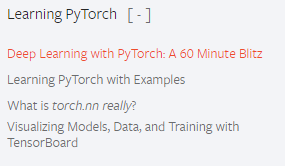 Learning PyTorch [ - ]
Deep Learning with PyTorch: A 60 Minute Blitz
Learning PyTorch with Examples
What is torch.nn really?
Visualizing Models, Data, and Training with
TensorBoard